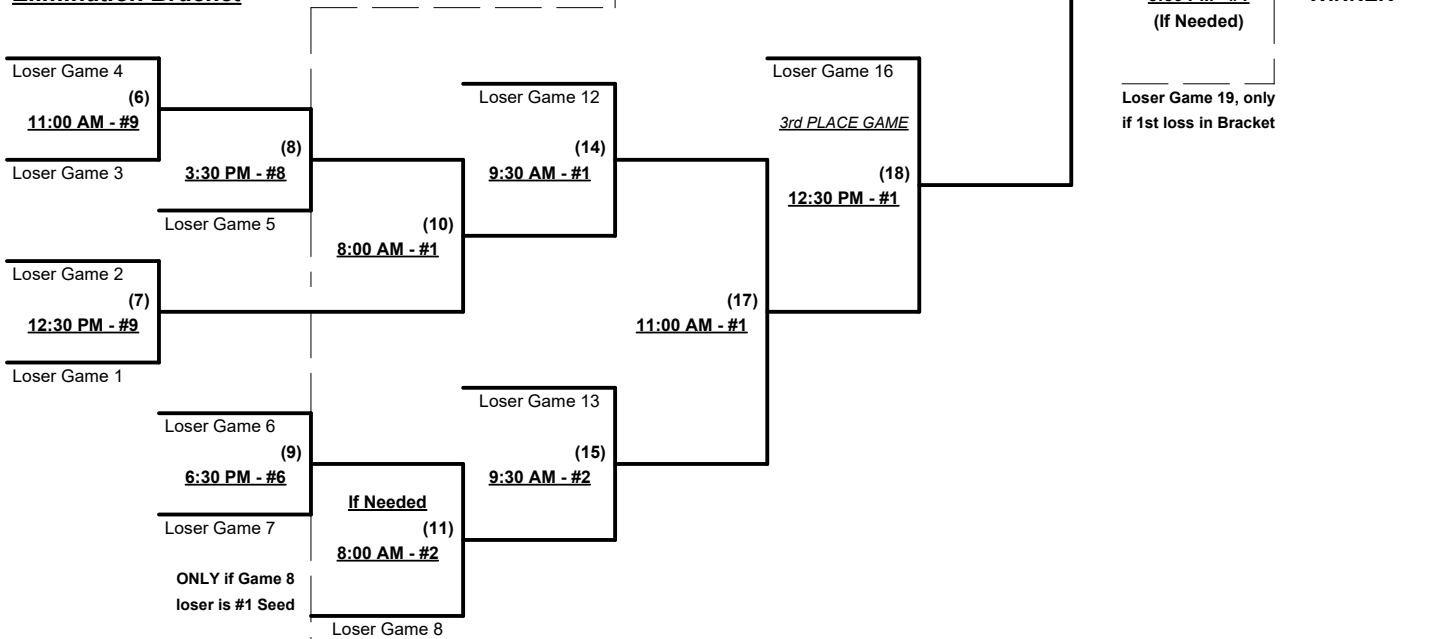 Elimination Bracket
(If Needed)
Loser Game 4
(6)
11:00 AM - #9
Loser Game 3
(8)
3:30 PM - #8
Loser Game 5
Loser Game 12
(14)
9:30 AM - #1
(10)
8:00 AM - #1
Loser Game 16
3rd PLACE GAME
(18)
12:30 PM - #1
Loser Game 19, only
if 1st loss in Bracket
Loser Game 2
(7)
12:30 PM - #9
Loser Game 1
(17)
11:00 AM - #1
Loser Game 6
(9)
6:30 PM - #6
Loser Game 7
Loser Game 13
(15)
9:30 AM - #2
If Needed
(11)
8:00 AM - #2
ONLY if Game 8
loser is #1 Seed
Loser Game 8